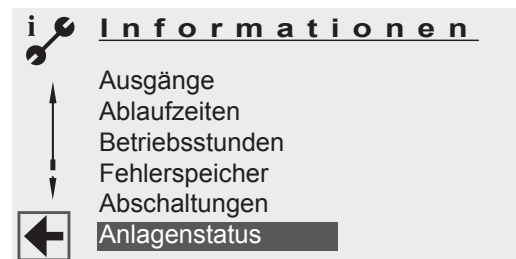 i Informationen
Ausgänge
Ablaufzeiten
Betriebsstunden
Fehlerspeicher
Abschaltungen
Anlagenstatus